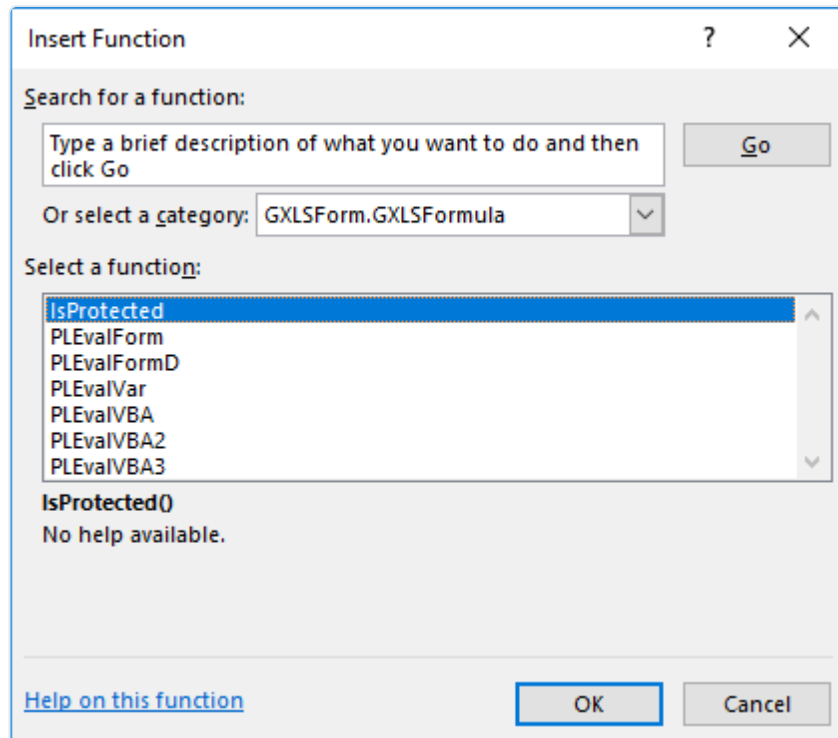 Insert Function
?
Search for a function:
Type a brief description of what you want to do and then
click Go
Go
Or select a category: GXLSForm.GXLSFormula
Select a function:
IsProtected
PLEvalForm
PLEvalFormD
PLEvalVar
PLEvalVBA
PLEvalVBA2
PLEvalVBA3
IsProtected()
No help available.
Help on this function
OK
Cancel